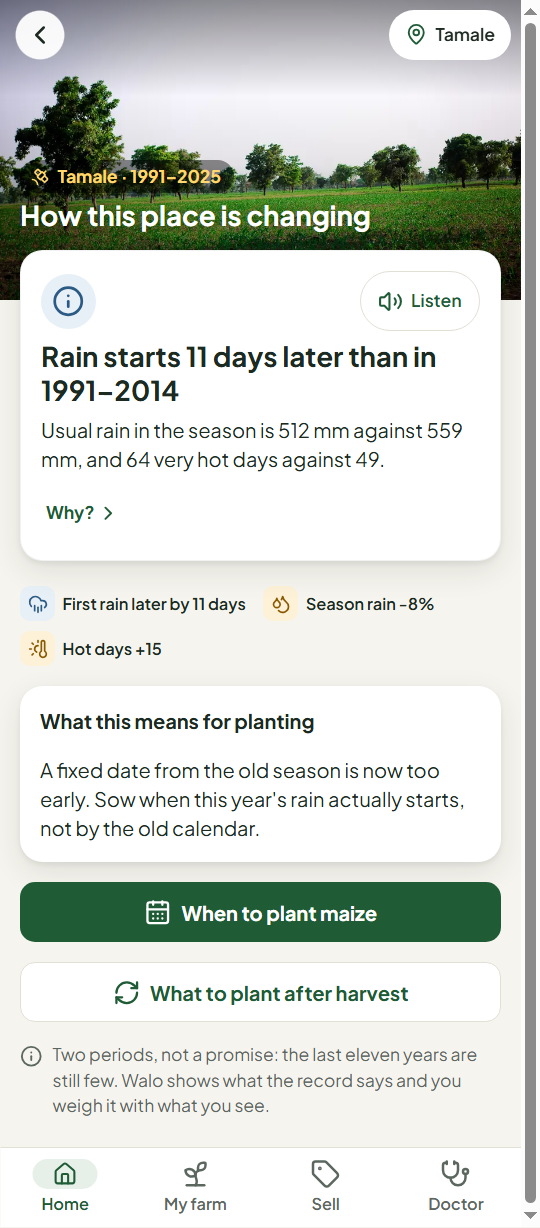 Tamale
Tamale · 1991–2025
How this place is changing
Listen
Rain starts 11 days later than in
1991–2014
Usual rain in the season is 512 mm against 559
mm, and 64 very hot days against 49.
Why?
First rain later by 11 days
Season rain -8%
Hot days +15
What this means for planting
A fixed date from the old season is now too
early. Sow when this year's rain actually starts,
not by the old calendar.
When to plant maize
What to plant after harvest
Two periods, not a promise: the last eleven years are
still few. Walo shows what the record says and you
weigh it with what you see.
Home
My farm
Sell
Doctor